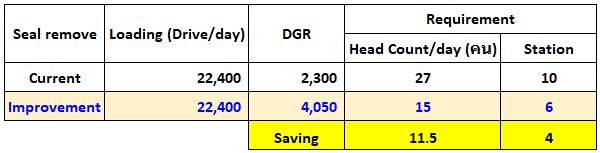 Seal remove Loading (Drive/day) DGR Requirement
Head Count/day (คน) Station
Current 22,400 2,300 27 10
Improvement 22,400 4,050 15 6
Saving 11.5 4